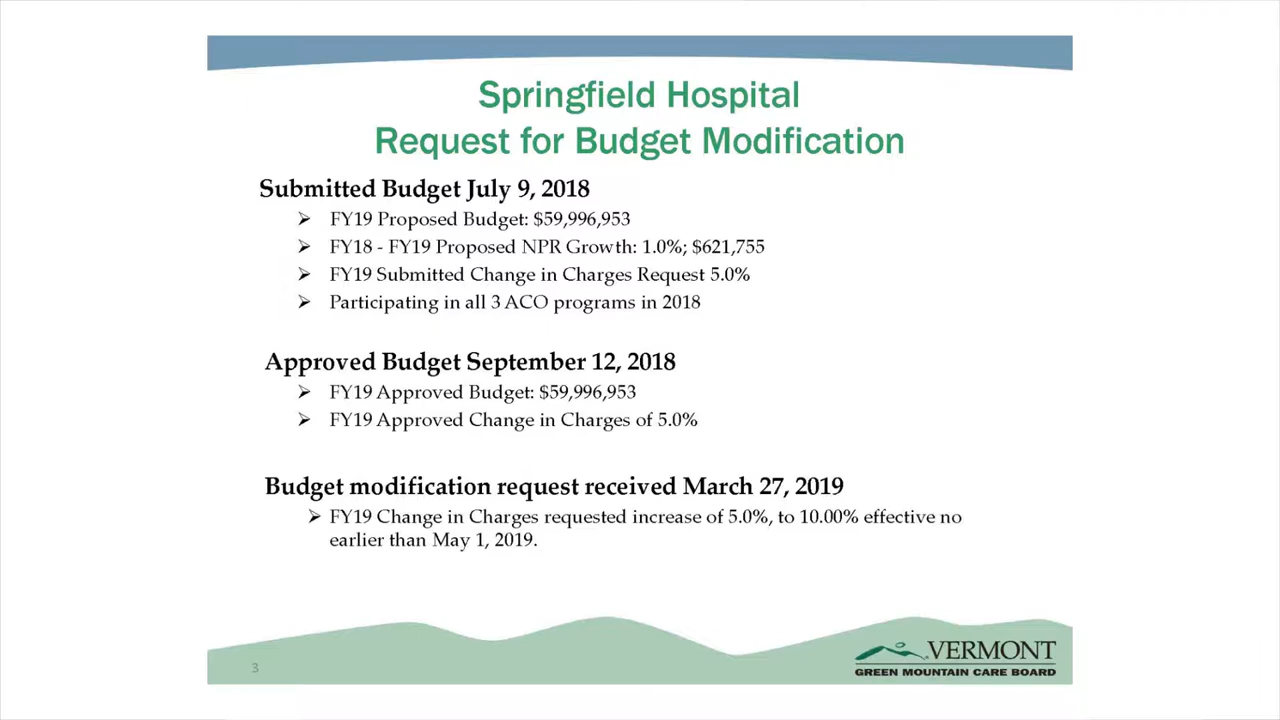 Springfield Hospital
Request for Budget Modification
Submitted Budget July 9, 2018
➢ FY19 Proposed Budget: $59,996,953
➢ FY18 - FY19 Proposed NPR Growth: 1.0%; $621,755
➢ FY19 Submitted Change in Charges Request 5.0%
➢ Participating in all 3 ACO programs in 2018
Approved Budget September 12, 2018
➢ FY19 Approved Budget: $59,996,953
➢ FY19 Approved Change in Charges of 5.0%
Budget modification request received March 27, 2019
➢ FY19 Change in Charges requested increase of 5.0%, to 10.00% effective no
earlier than May 1, 2019.
3
VERMONT
GREEN MOUNTAIN CARE BOARD